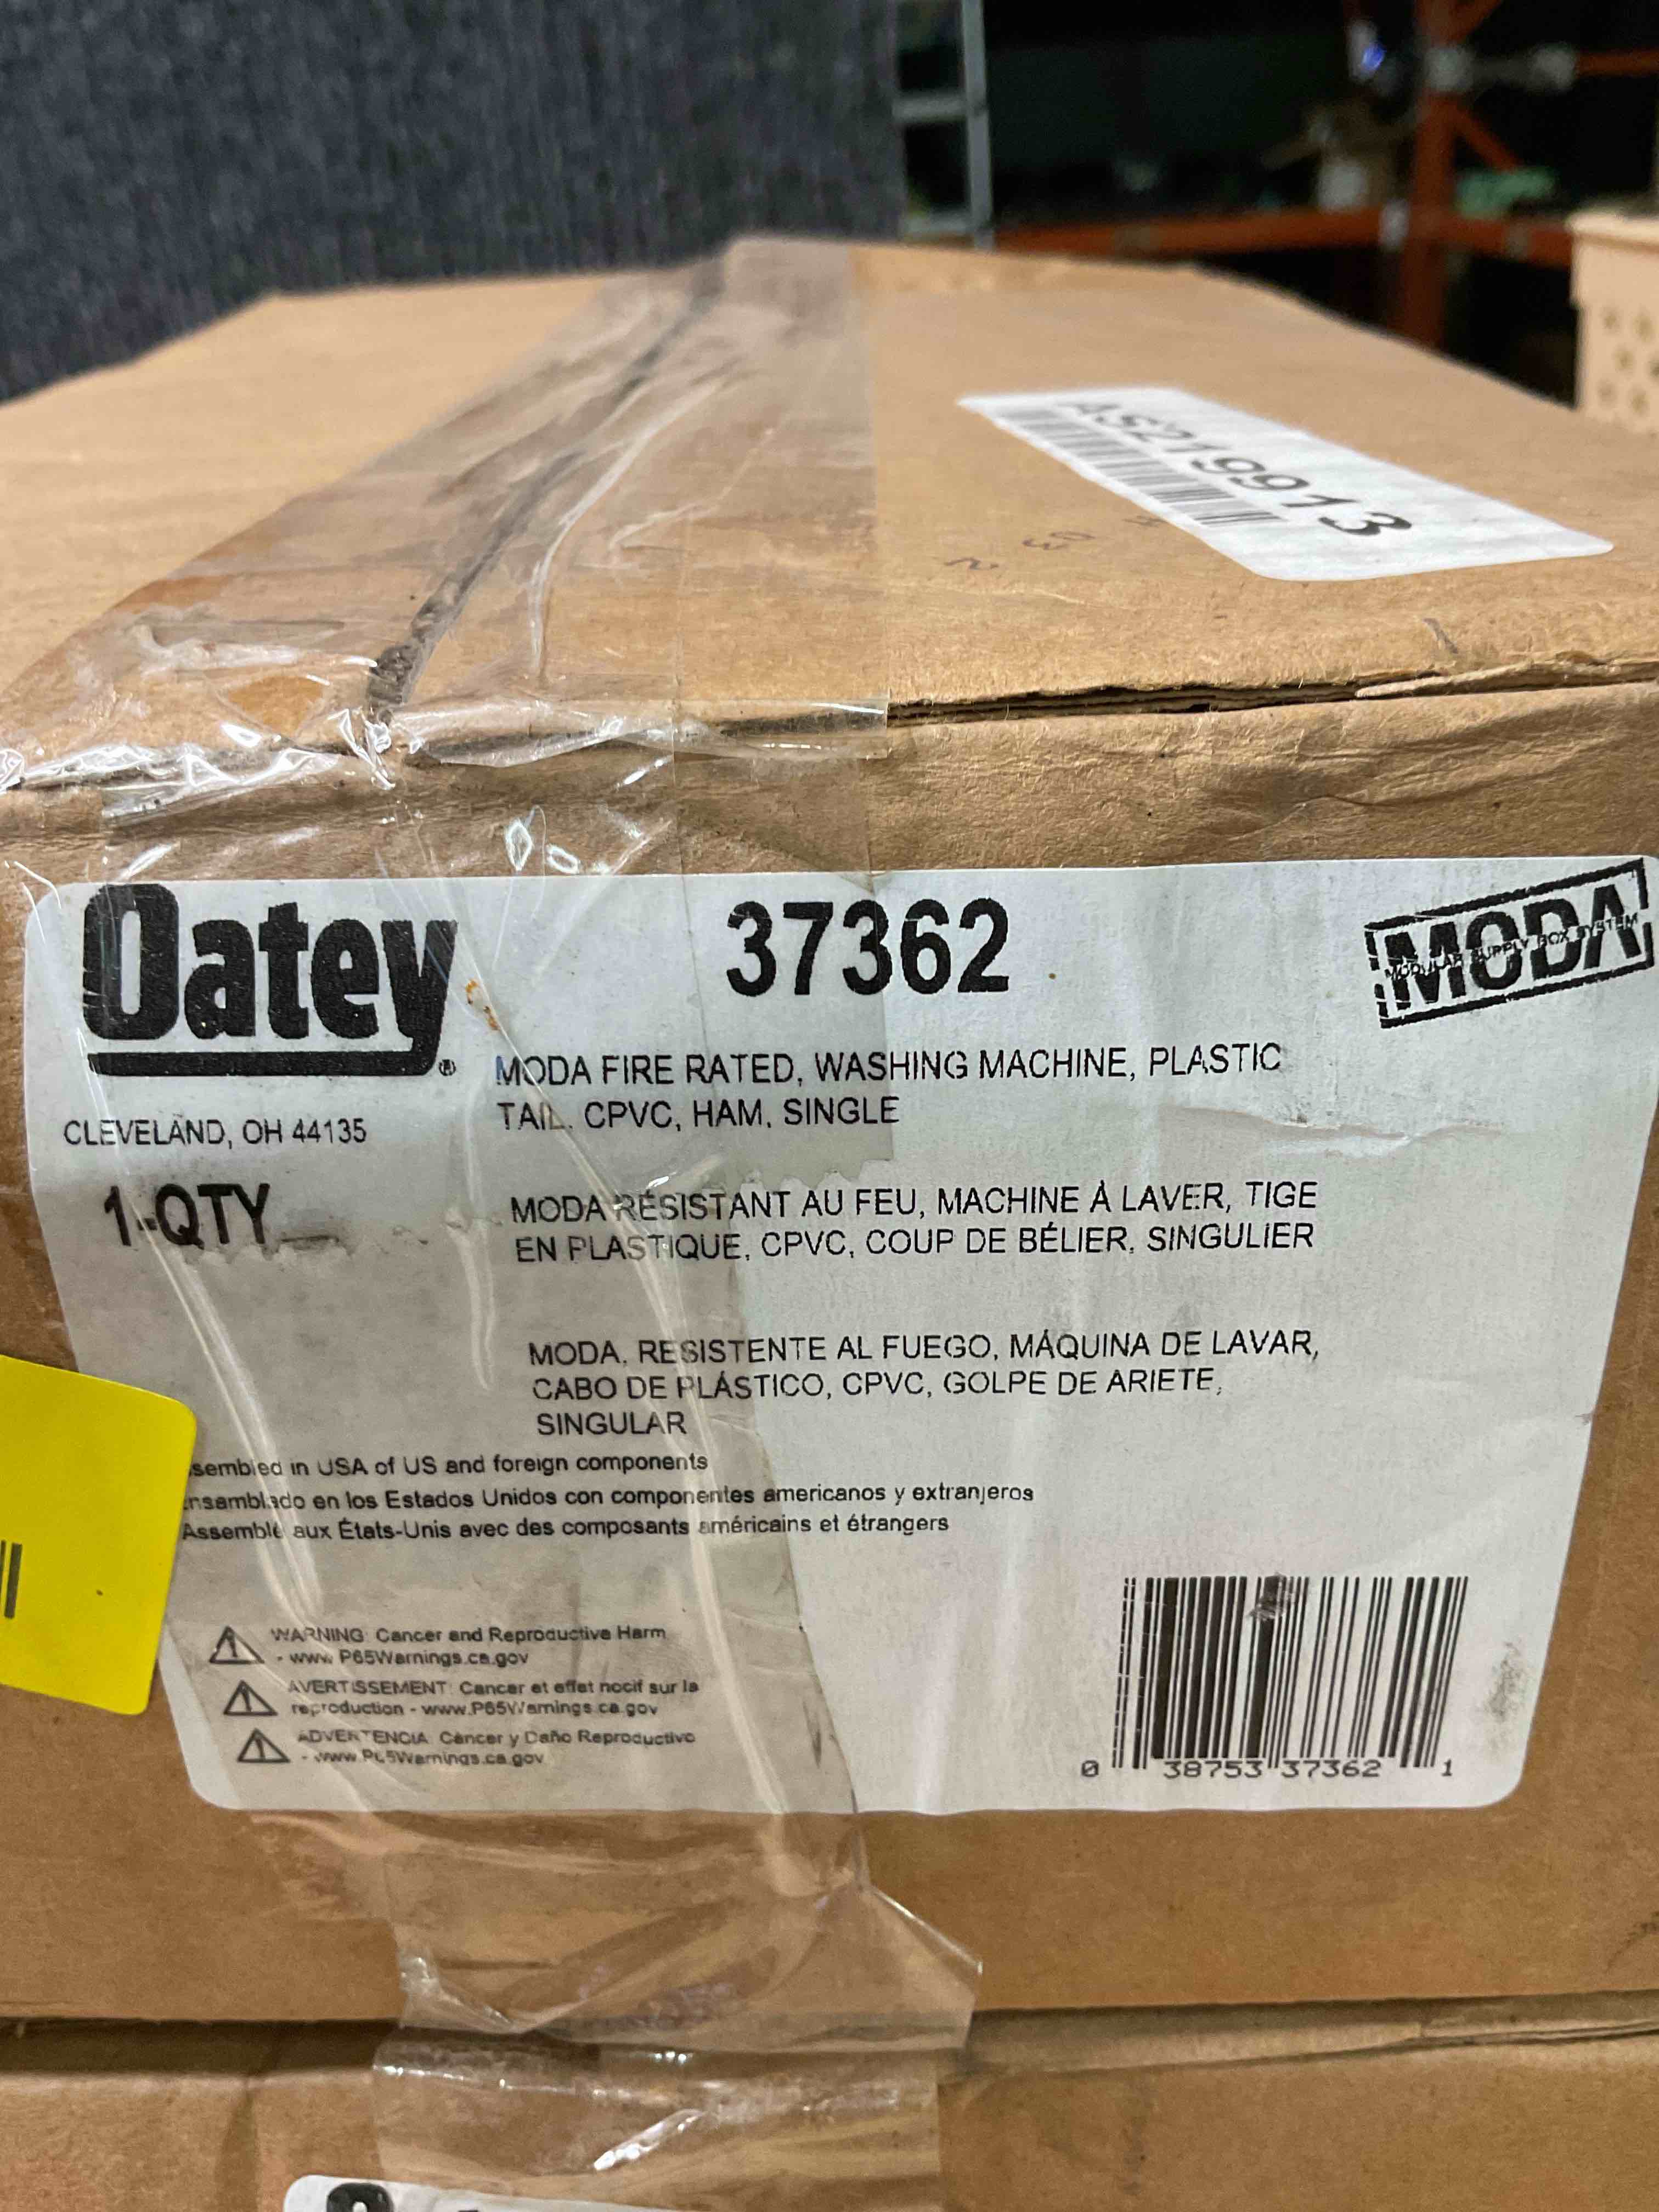 AS219913
Oatey®
37362
MODA
MODULAR SUPPLY BOX SYSTEM
MODA FIRE RATED, WASHING MACHINE, PLASTIC
TAIL. CPVC, HAM, SINGLE
CLEVELAND, OH 44135
1-QTY
MODA RÉSISTANT AU FEU, MACHINE À LAVER, TIGE
EN PLASTIQUE, CPVC, COUP DE BÉLIER, SINGULIER
MODA, RESISTENTE AL FUEGO, MÁQUINA DE LAVAR,
CABO DE PLÁSTICO, CPVC, GOLPE DE ARIETE,
SINGULAR
ssembled in USA of US and foreign components
Ensamblado en los Estados Unidos con componentes americanos y extranjeros
Assemblé aux États-Unis avec des composants américains et étrangers
WARNING: Cancer and Reproductive Harm
- www.P65Warnings.ca.gov
AVERTISSEMENT: Cancer et effet nocif sur la
reproduction - www.P65Warnings.ca.gov
ADVERTENCIA: Cáncer y Daño Reproductivo
- www.P65Warnings.ca.gov
0 38753 37362 1